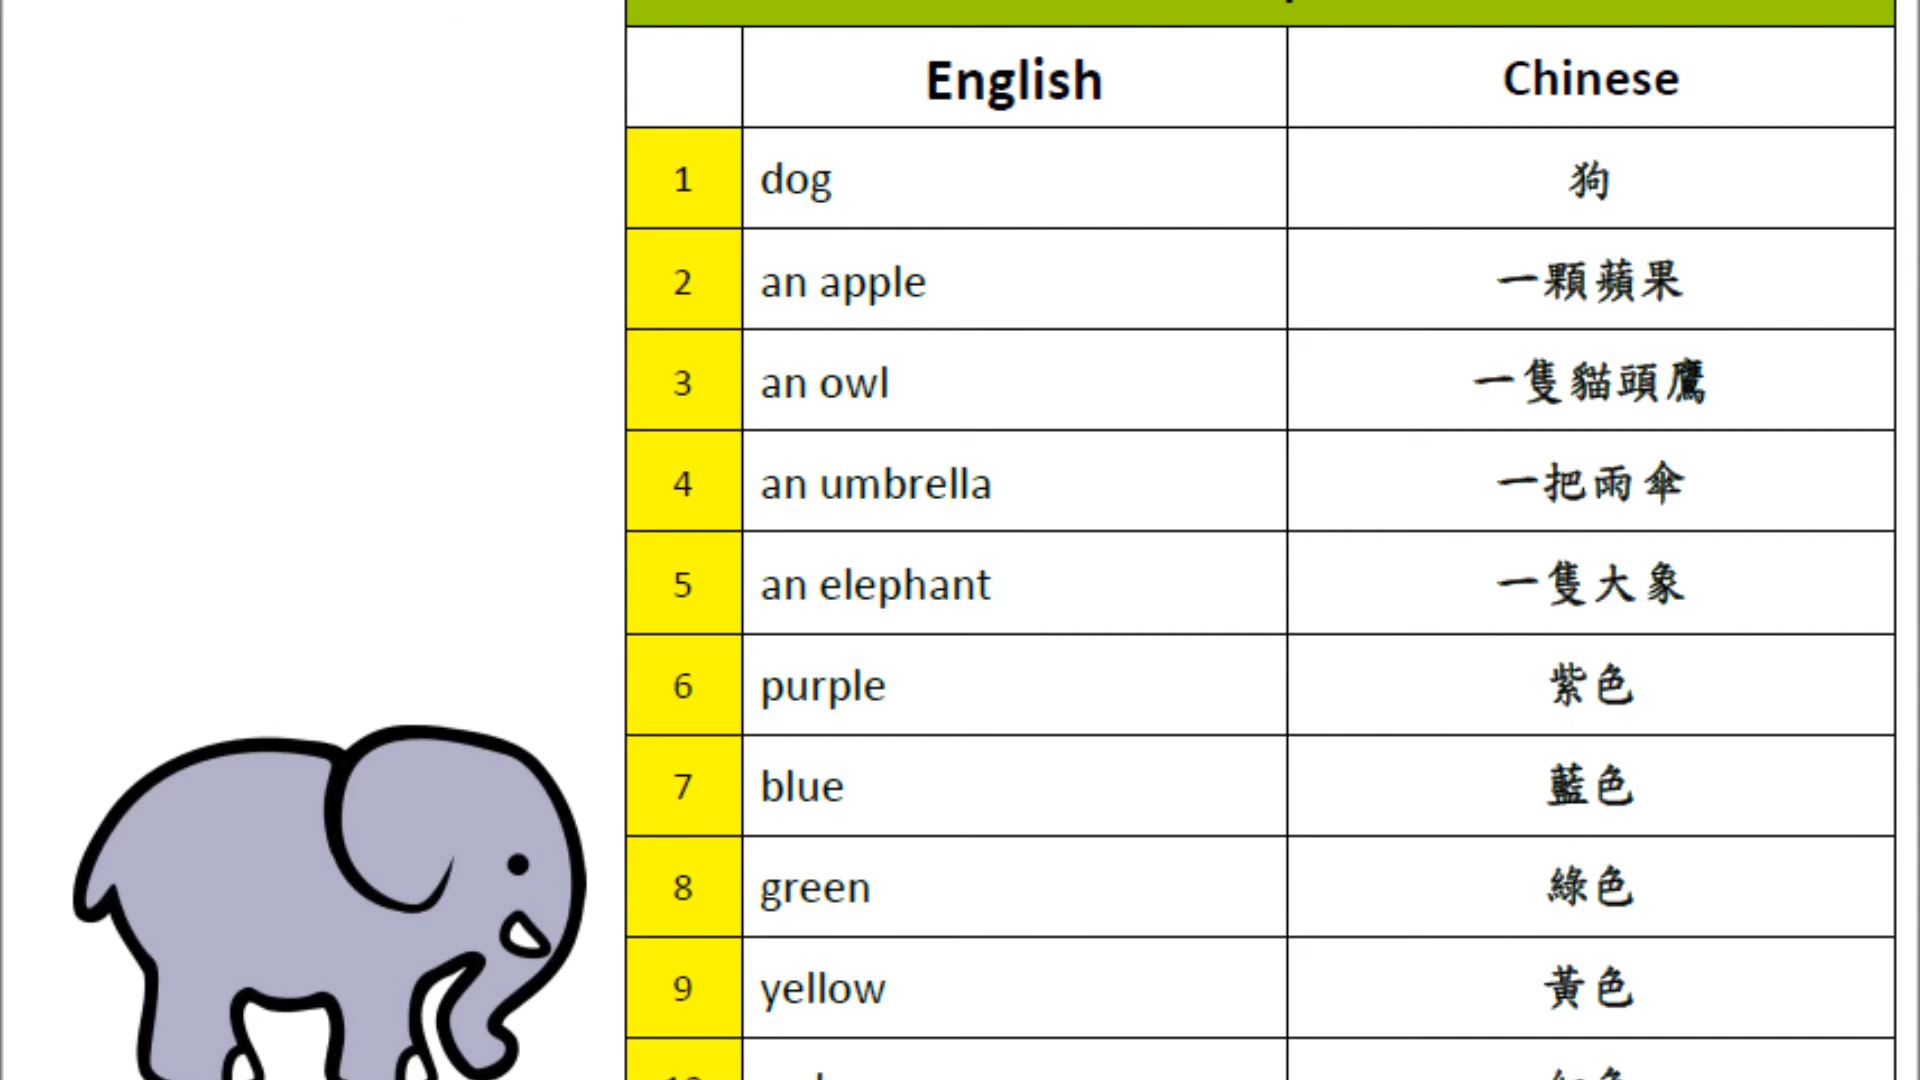 English Chinese
1 dog 狗
2 an apple 一顆蘋果
3 an owl 一隻貓頭鷹
4 an umbrella 一把雨傘
5 an elephant 一隻大象
6 purple 紫色
7 blue 藍色
8 green 綠色
9 yellow 黃色